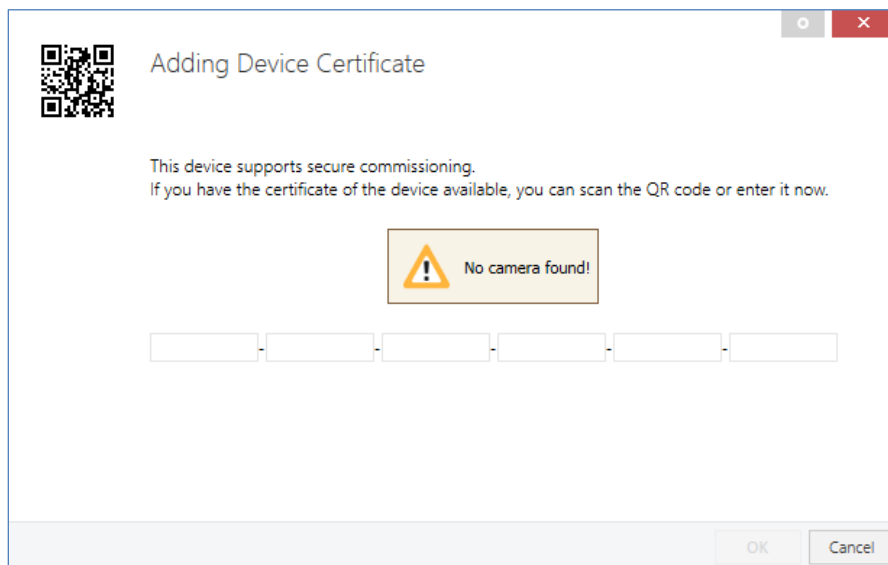 Adding Device Certificate
This device supports secure commissioning.
If you have the certificate of the device available, you can scan the QR code or enter it now.
No camera found!
- - - - -
OK
Cancel